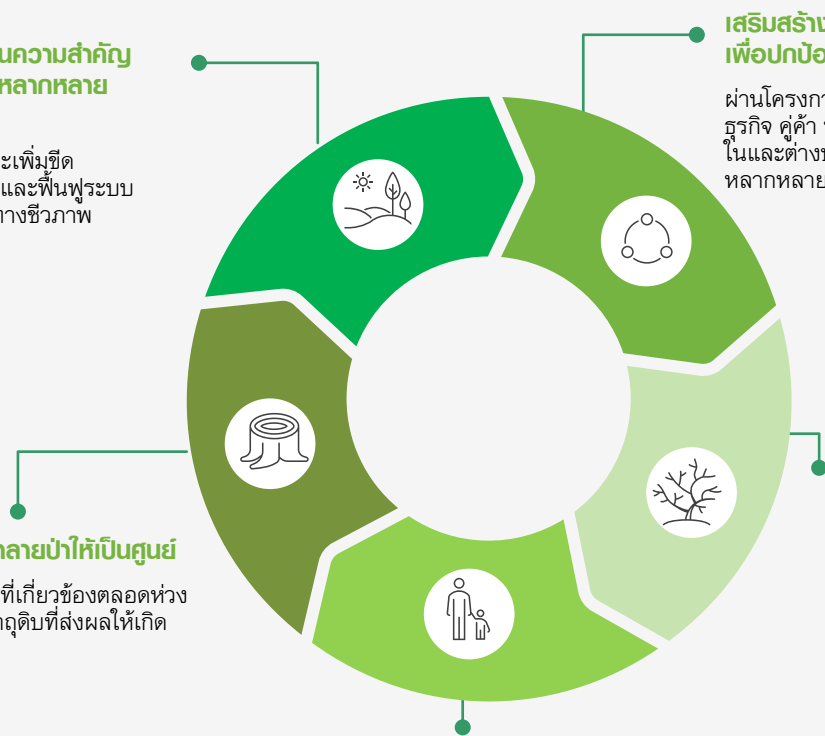 นความสำคัญ
หลากหลาย
ะเพิ่มขีด
และฟื้นฟูระบบ
ทางชีวภาพ
เสริมสร้าง
เพื่อปกป้อ
ผ่านโครงกา
ธุรกิจ คู่ค้า
ในและต่างป
หลากหลาย
ายป่าให้เป็นศูนย์
ที่เกี่ยวข้องตลอดห่วง
ถุดิบที่ส่งผลให้เกิด